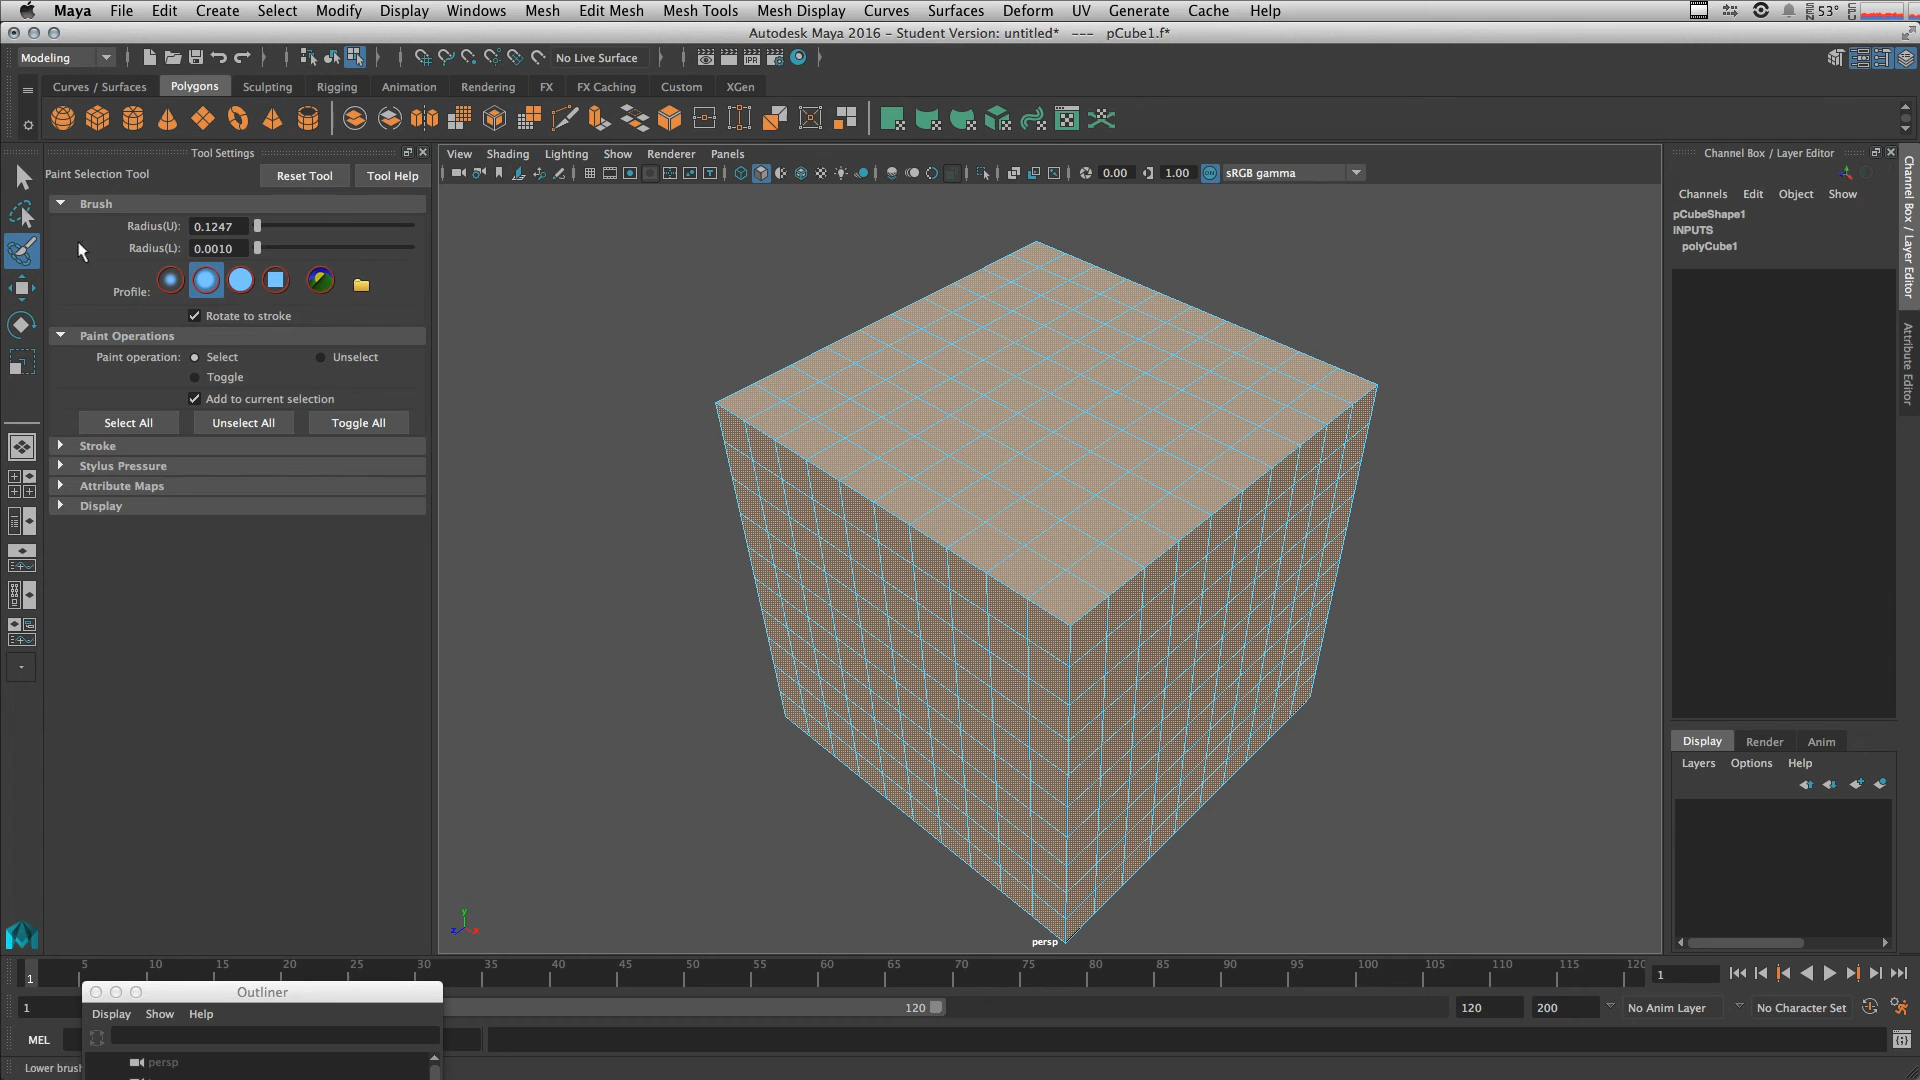 Maya File Edit Create Select Modify Display Windows Mesh Edit Mesh Mesh Tools Mesh Display Curves Surfaces Deform UV Generate Cache Help 53°
Autodesk Maya 2016 - Student Version: untitled* --- pCube1.f*
Modeling No Live Surface
Curves / Surfaces Polygons Sculpting Rigging Animation Rendering FX FX Caching Custom XGen
Tool Settings
Paint Selection Tool Reset Tool Tool Help
Brush
Radius(U): 0.1247
Radius(L): 0.0010
Profile:
Rotate to stroke
Paint Operations
Paint operation: Select Unselect
Toggle
Add to current selection
Select All Unselect All Toggle All
Stroke
Stylus Pressure
Attribute Maps
Display
View Shading Lighting Show Renderer Panels
IPR
0.00 1.00 ON sRGB gamma
persp
y
z x
Channel Box / Layer Editor
Channels Edit Object Show
pCubeShape1
INPUTS
polyCube1
Channel Box / Layer Editor
Attribute Editor
Display Render Anim
Layers Options Help
1 5 10 15 20 25 30 35 40 45 50 55 60 65 70 75 80 85 90 95 100 105 110 115 120 1
1 120 120 200 No Anim Layer No Character Set
MEL
Lower brush
Outliner
Display Show Help
persp